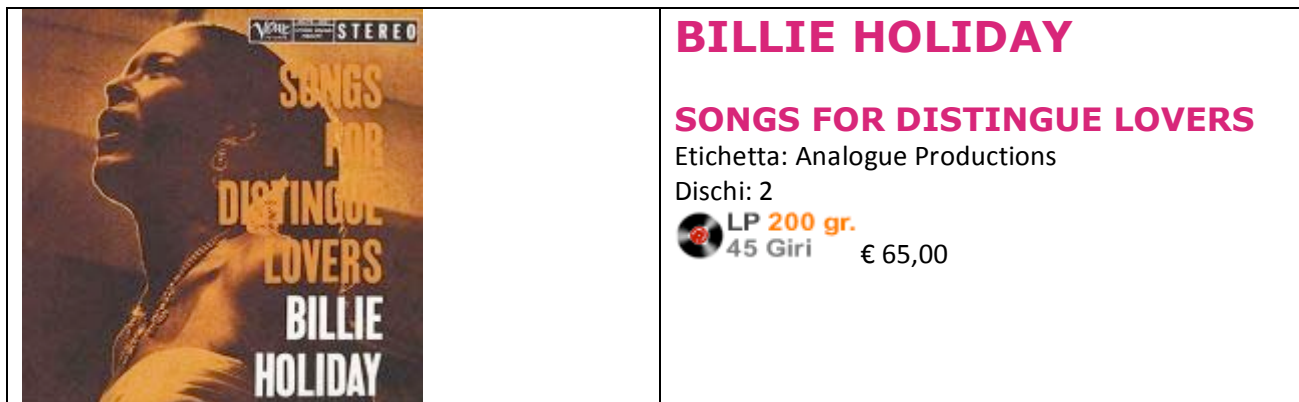 Verve STEREO
SONGS
FOR
DISTINGUE
LOVERS
BILLIE
HOLIDAY
BILLIE HOLIDAY
SONGS FOR DISTINGUE LOVERS
Etichetta: Analogue Productions
Dischi: 2
LP 200 gr.
45 Giri
€ 65,00